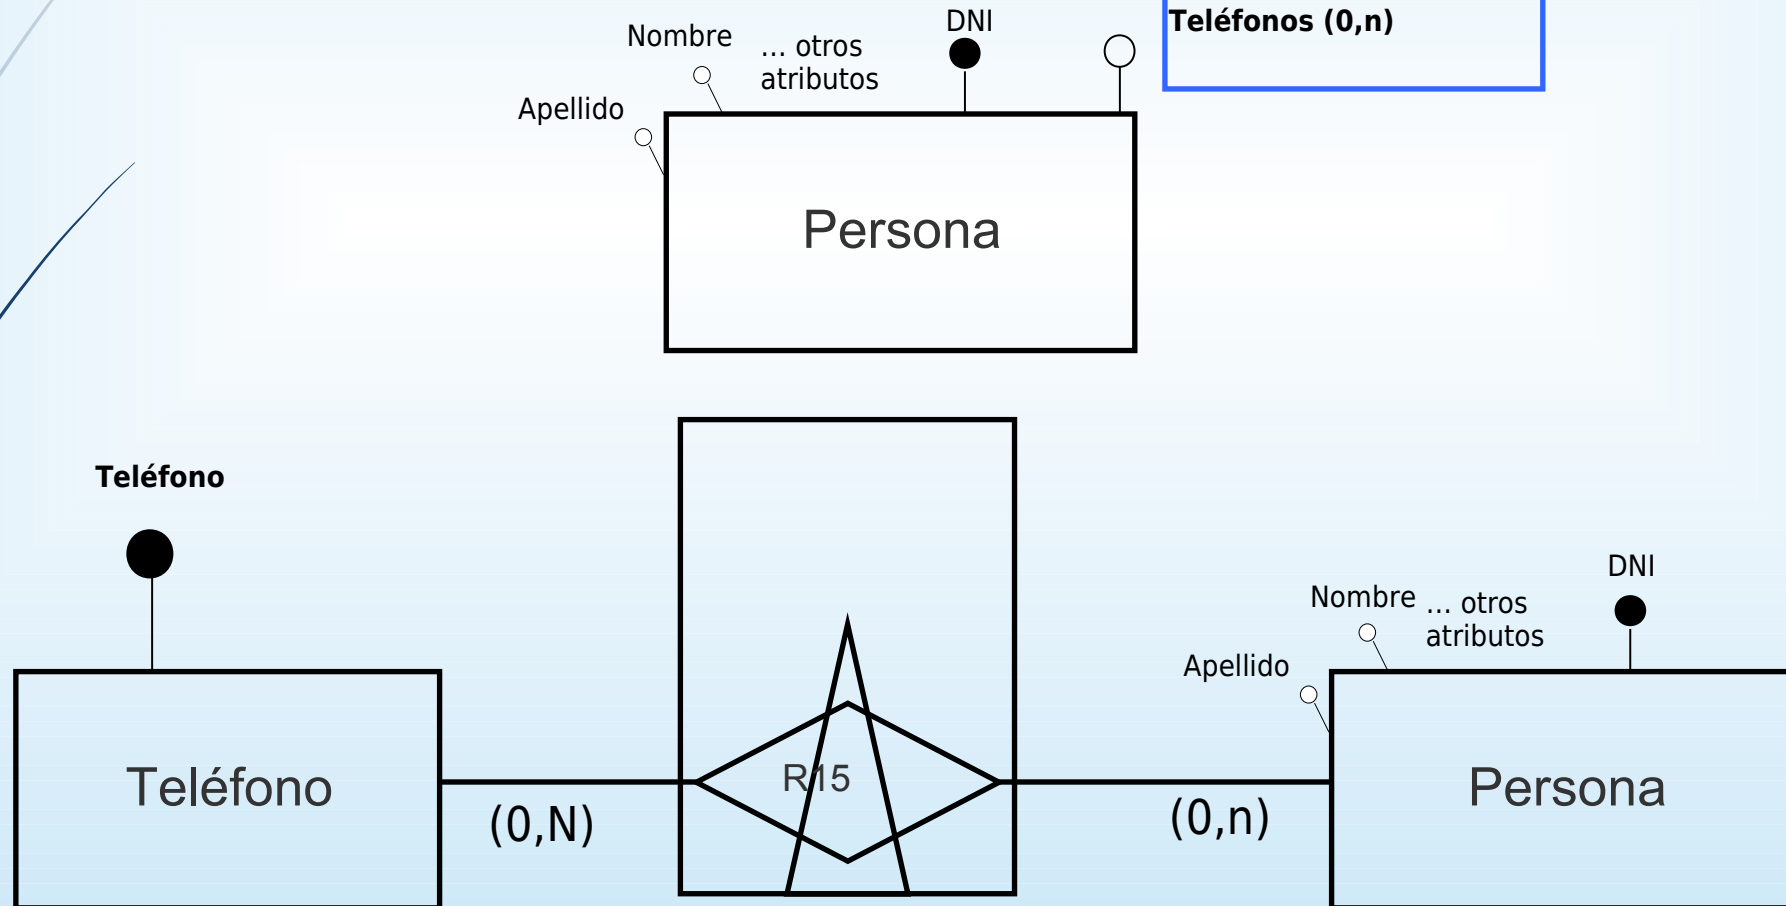 DNI
Teléfonos (0,n)
Nombre
... otros
atributos
Apellido
Persona
Teléfono
DNI
Nombre
... otros
atributos
Apellido
Teléfono
R15
Persona
(0,N)
(0,n)